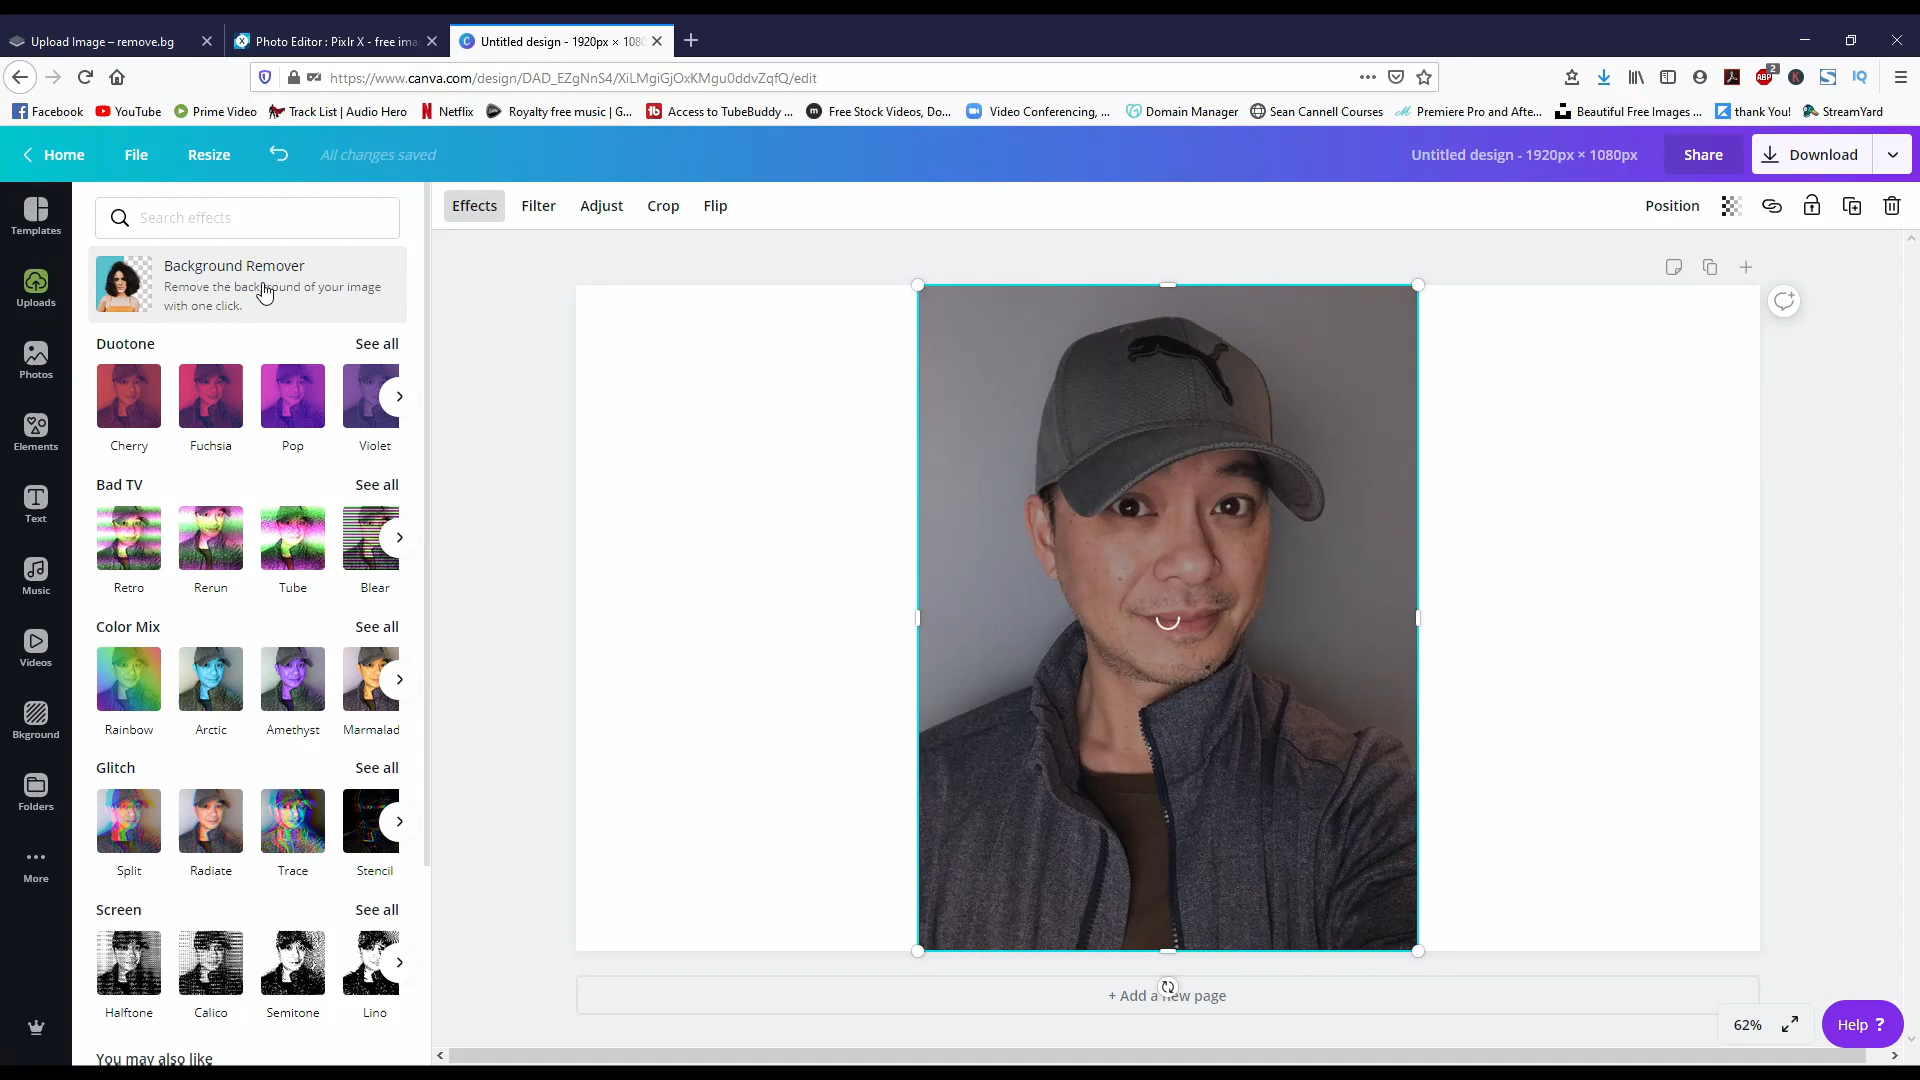 Upload Image – remove.bg
Photo Editor : Pixlr X - free ima
Untitled design - 1920px × 108
https://www.canva.com/design/DAD_EZgNnS4/XiLMgiGjOxKMgu0ddvZqfQ/edit
2
ABP
K
S
IQ
Facebook
YouTube
Prime Video
Track List | Audio Hero
Netflix
Royalty free music | G...
Access to TubeBuddy ...
Free Stock Videos, Do...
Video Conferencing, ...
Domain Manager
Sean Cannell Courses
Premiere Pro and Afte...
Beautiful Free Images ...
thank You!
StreamYard
Home
File
Resize
All changes saved
Untitled design - 1920px × 1080px
Share
Download
Templates
Uploads
Photos
Elements
Text
Music
Videos
Bkground
Folders
More
Search effects
Background Remover
Remove the background of your image
with one click.
Duotone
See all
Cherry
Fuchsia
Pop
Violet
Bad TV
See all
Retro
Rerun
Tube
Blear
Color Mix
See all
Rainbow
Arctic
Amethyst
Marmalad
Glitch
See all
Split
Radiate
Trace
Stencil
Screen
See all
Halftone
Calico
Semitone
Lino
You may also like
Effects
Filter
Adjust
Crop
Flip
Position
+ Add a new page
62%
Help ?